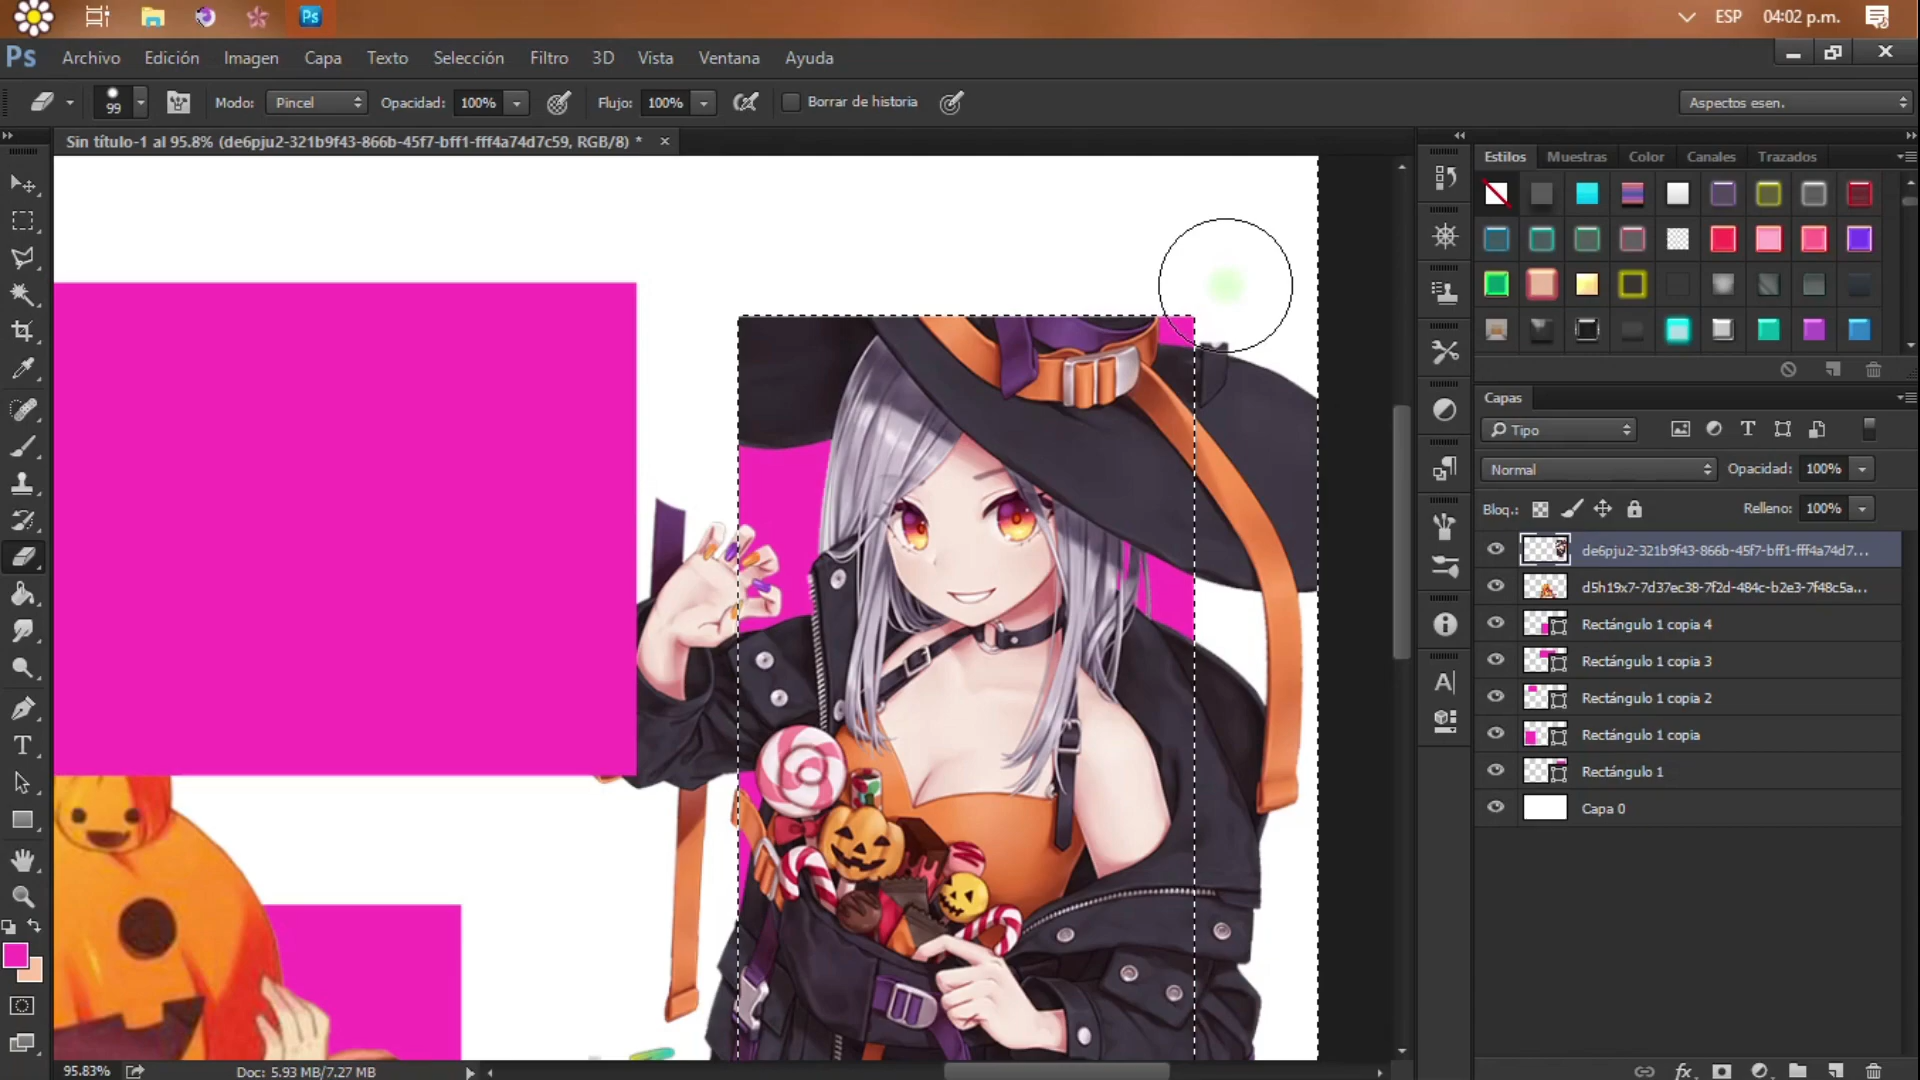 Ps
ESP 04:02 p.m.
Ps Archivo Edición Imagen Capa Texto Selección Filtro 3D Vista Ventana Ayuda
99 Modo: Pincel Opacidad: 100% Flujo: 100% Borrar de historia Aspectos esen.
Sin título-1 al 95.8% (de6pju2-321b9f43-866b-45f7-bff1-fff4a74d7c59, RGB/8) * ×
Estilos Muestras Color Canales Trazados
Capas
Tipo
Normal Opacidad: 100%
Bloq.: Relleno: 100%
de6pju2-321b9f43-866b-45f7-bff1-fff4a74d7...
d5h19x7-7d37ec38-7f2d-484c-b2e3-7f48c5a...
Rectángulo 1 copia 4
Rectángulo 1 copia 3
Rectángulo 1 copia 2
Rectángulo 1 copia
Rectángulo 1
Capa 0
95.83% Doc: 5.93 MB/7.27 MB
fx